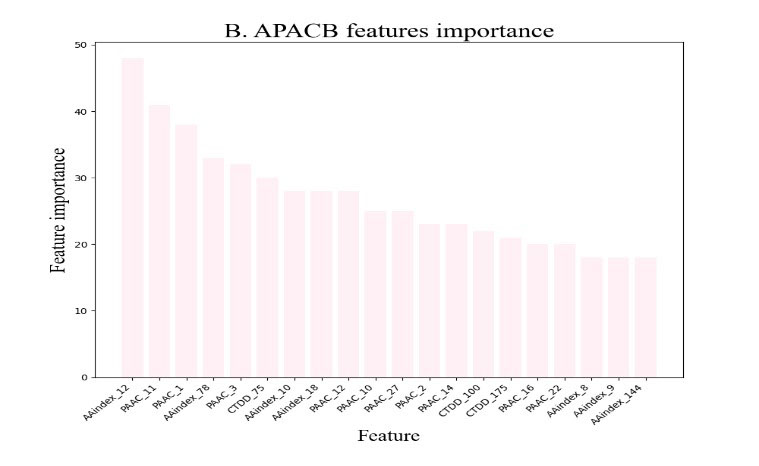 B. APACB features importance
50
40
30
20
10
0
Feature importance
AAindex_12
PAAC_11
PAAC_1
AAindex_78
PAAC_3
CTDD_75
AAindex_10
AAindex_18
PAAC_12
PAAC_10
PAAC_27
PAAC_2
PAAC_14
CTDD_100
CTDD_175
PAAC_16
PAAC_22
AAindex_8
AAindex_9
AAindex_144
Feature